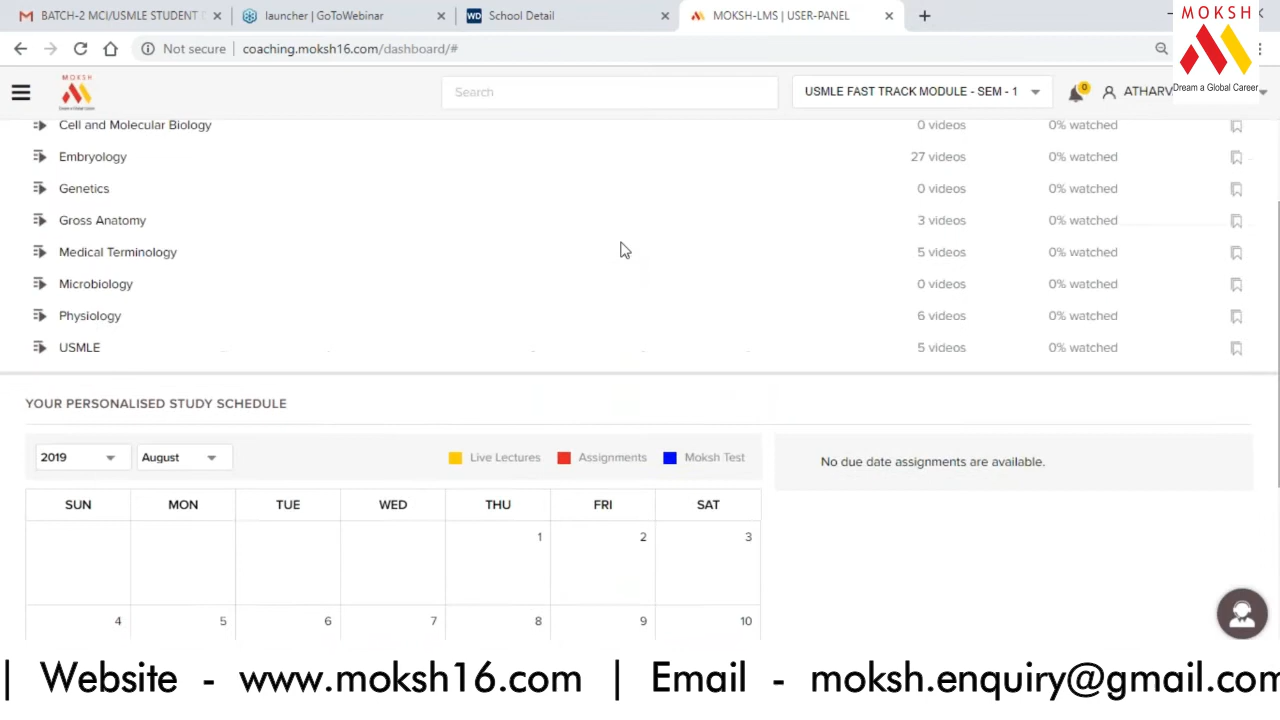 BATCH-2 MCI/USMLE STUDENT
launcher | GoToWebinar
WD School Detail
MOKSH-LMS | USER-PANEL
MOKSH
Dream a Global Career
Not secure | coaching.moksh16.com/dashboard/#
MOKSH
Dream a Global Career
Search
USMLE FAST TRACK MODULE - SEM - 1
0
ATHARV
Cell and Molecular Biology 0 videos 0% watched
Embryology 27 videos 0% watched
Genetics 0 videos 0% watched
Gross Anatomy 3 videos 0% watched
Medical Terminology 5 videos 0% watched
Microbiology 0 videos 0% watched
Physiology 6 videos 0% watched
USMLE 5 videos 0% watched
YOUR PERSONALISED STUDY SCHEDULE
2019 August Live Lectures Assignments Moksh Test
No due date assignments are available.
SUN MON TUE WED THU FRI SAT
1 2 3
4 5 6 7 8 9 10
| Website - www.moksh16.com | Email - moksh.enquiry@gmail.com